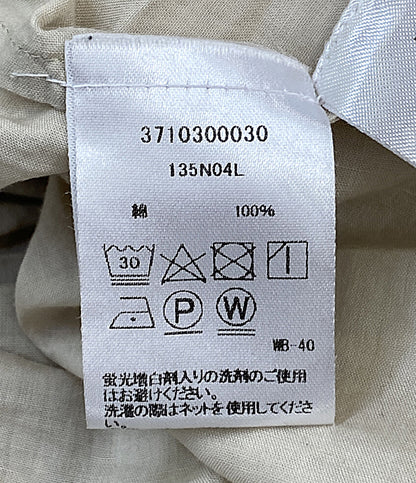 3710300030
135N04L
綿 100%
30
P W
WB-40
蛍光増白剤入りの洗剤のご使用
はお避けください。
洗濯の際はネットを使用してくださ
い。